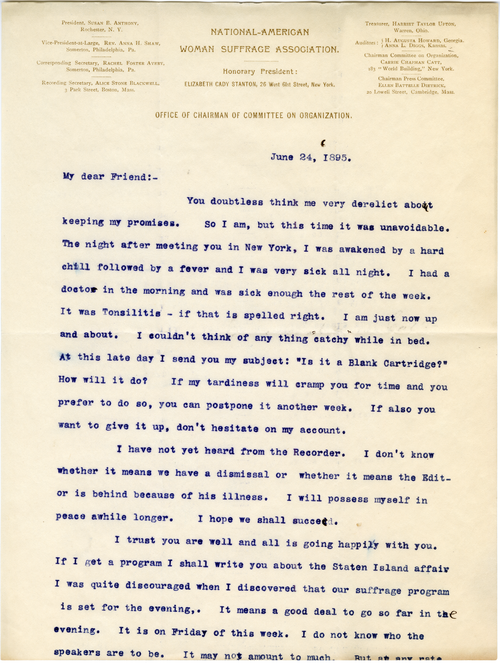 President, SUSAN B. ANTHONY,
Rochester, N. Y.
Vice-President-at-Large, REV. ANNA H. SHAW,
Somerton, Philadelphia, Pa.
Corresponding Secretary, RACHEL FOSTER AVERY,
Somerton, Philadelphia, Pa.
Recording Secretary, ALICE STONE BLACKWELL,
3 Park Street, Boston, Mass.
NATIONAL-AMERICAN
WOMAN SUFFRAGE ASSOCIATION.
Honorary President:
ELIZABETH CADY STANTON, 26 West 61st Street, New York.
Treasurer, HARRIET TAYLOR UPTON,
Warren, Ohio.
Auditors: { H. AUGUSTA HOWARD, Georgia.
{ ANNA L. DIGGS, Kansas.
Chairman Committee on Organization,
CARRIE CHAPMAN CATT,
183 "World Building," New York.
Chairman Press Committee,
ELLEN BATTELLE DIETRICK,
20 Lowell Street, Cambridge, Mass.
OFFICE OF CHAIRMAN OF COMMITTEE ON ORGANIZATION.
June 24, 1895.
My dear Friend:-
You doubtless think me very derelict about
keeping my promises. So I am, but this time it was unavoidable.
The night after meeting you in New York, I was awakened by a hard
chill followed by a fever and I was very sick all night. I had a
doctor in the morning and was sick enough the rest of the week.
It was Tonsilitis - if that is spelled right. I am just now up
and about. I couldn't think of any thing catchy while in bed.
At this late day I send you my subject: "Is it a Blank Cartridge?"
How will it do? If my tardiness will cramp you for time and you
prefer to do so, you can postpone it another week. If also you
want to give it up, don't hesitate on my account.
I have not yet heard from the Recorder. I don't know
whether it means we have a dismissal or whether it means the Edit-
or is behind because of his illness. I will possess myself in
peace awhile longer. I hope we shall succeed.
I trust you are well and all is going happily with you.
If I get a program I shall write you about the Staten Island affair
I was quite discouraged when I discovered that our suffrage program
is set for the evening,. It means a good deal to go so far in the
evening. It is on Friday of this week. I do not know who the
speakers are to be. It may not amount to much. But at any rate